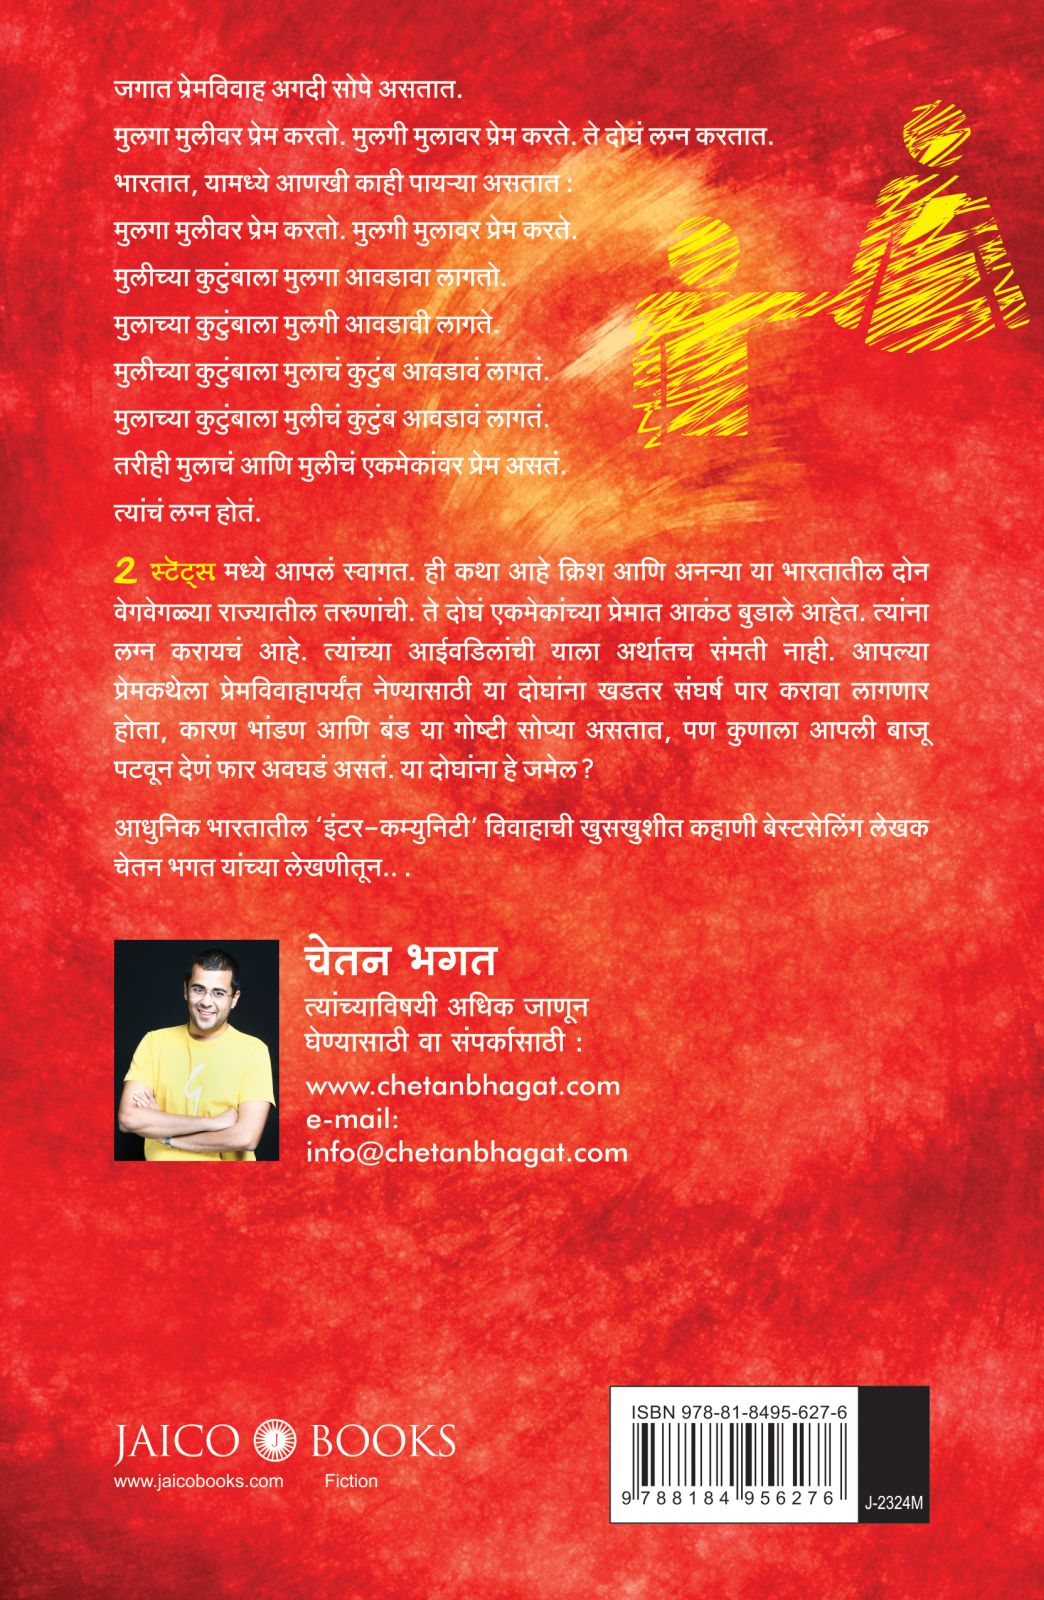 जगात प्रेमविवाह अगदी सोपे असतात.
मुलगा मुलीवर प्रेम करतो. मुलगी मुलावर प्रेम करते. ते दोघं लग्न करतात.
भारतात, यामध्ये आणखी काही पायऱ्या असतात :
मुलगा मुलीवर प्रेम करतो. मुलगी मुलावर प्रेम करते.
मुलीच्या कुटुंबाला मुलगा आवडावा लागतो.
मुलाच्या कुटुंबाला मुलगी आवडावी लागते.
मुलीच्या कुटुंबाला मुलाचं कुटुंब आवडावं लागतं.
मुलाच्या कुटुंबाला मुलीचं कुटुंब आवडावं लागतं.
तरीही मुलाचं आणि मुलीचं एकमेकांवर प्रेम असतं.
त्यांचं लग्न होतं.
2 स्टेट्स मध्ये आपलं स्वागत. ही कथा आहे क्रिश आणि अनन्या या भारतातील दोन
वेगवेगळ्या राज्यातील तरुणांची. ते दोघं एकमेकांच्या प्रेमात आकंठ बुडाले आहेत. त्यांना
लग्न करायचं आहे. त्यांच्या आईवडिलांची याला अर्थातच संमती नाही. आपल्या
प्रेमकथेला प्रेमविवाहापर्यंत नेण्यासाठी या दोघांना खडतर संघर्ष पार करावा लागणार
होता, कारण भांडण आणि बंड या गोष्टी सोप्या असतात, पण कुणाला आपली बाजू
पटवून देणं फार अवघडं असतं. या दोघांना हे जमेल?
आधुनिक भारतातील ‘इंटर-कम्युनिटी’ विवाहाची खुसखुशीत कहाणी बेस्टसेलिंग लेखक
चेतन भगत यांच्या लेखणीतून.. .
चेतन भगत
त्यांच्याविषयी अधिक जाणून
घेण्यासाठी वा संपर्कासाठी :
www.chetanbhagat.com
e-mail:
info@chetanbhagat.com
JAICO J BOOKS
www.jaicobooks.com Fiction
ISBN 978-81-8495-627-6
9 788184 956276
J-2324M